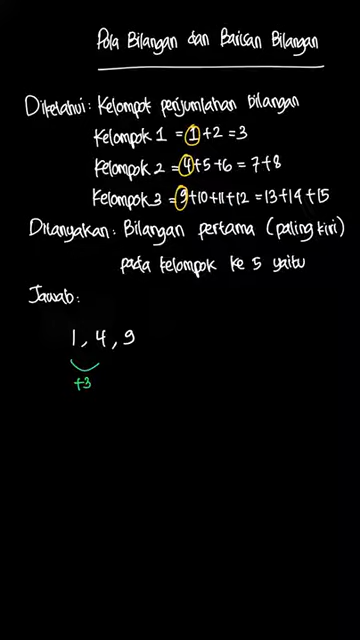 Pola Bilangan dan Barisan Bilangan
Diketahui: Kelompok penjumlahan bilangan
Kelompok 1 = 1+2 = 3
Kelompok 2 = 4+5+6 = 7+8
Kelompok 3 = 9+10+11+12 = 13+14+15
Ditanyakan: Bilangan pertama (paling kiri)
pada kelompok ke 5 yaitu
Jawab:
1, 4, 9
+3